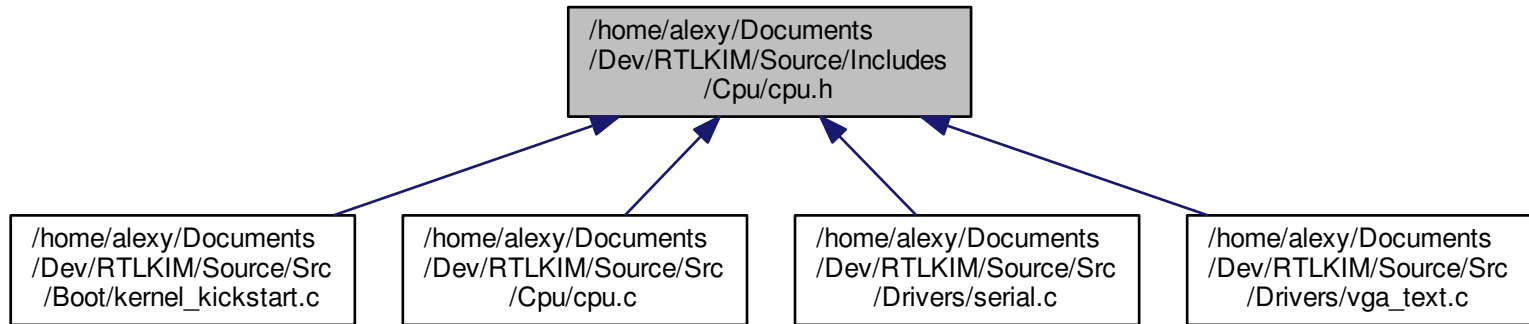 /home/alexy/Documents
/Dev/RTLKIM/Source/Includes
/Cpu/cpu.h
/home/alexy/Documents
/Dev/RTLKIM/Source/Src
/Boot/kernel_kickstart.c
/home/alexy/Documents
/Dev/RTLKIM/Source/Src
/Cpu/cpu.c
/home/alexy/Documents
/Dev/RTLKIM/Source/Src
/Drivers/serial.c
/home/alexy/Documents
/Dev/RTLKIM/Source/Src
/Drivers/vga_text.c